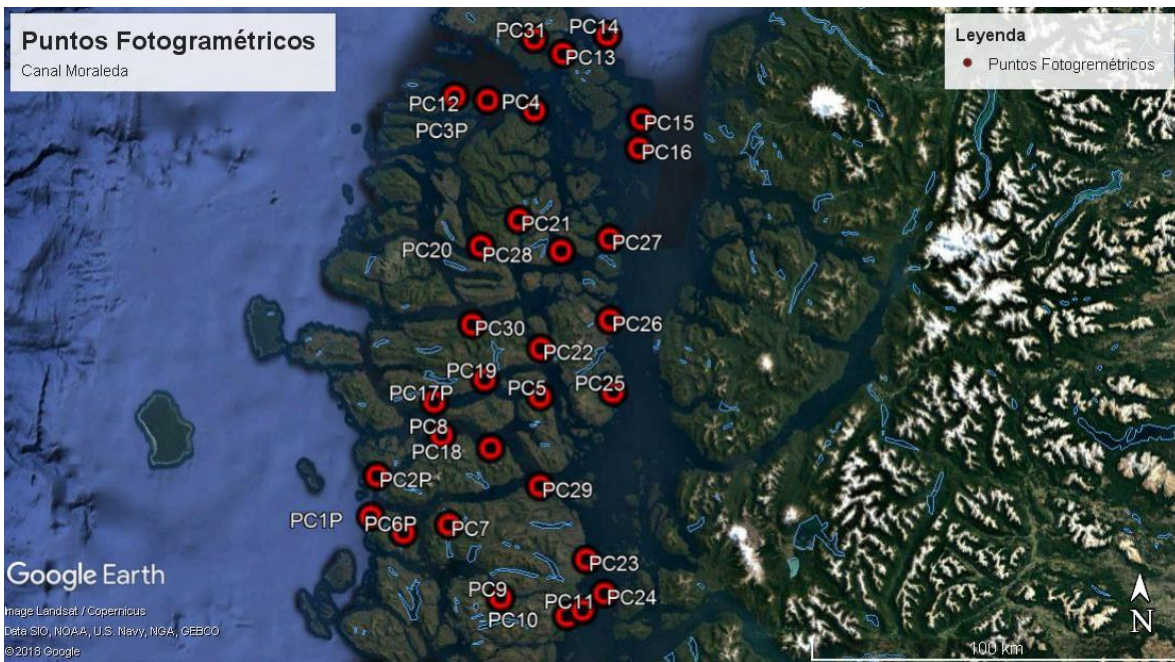 Puntos Fotogramétricos
Canal Moraleda
Leyenda
Puntos Fotogremétricos
PC31
PC14
PC13
PC12
PC4
PC3P
PC15
PC16
PC21
PC20
PC28
PC27
PC30
PC26
PC22
PC19
PC17P
PC5
PC25
PC8
PC18
PC2P
PC29
PC1P
PC6P
PC7
PC23
PC9
PC11
PC24
PC10
Google Earth
Image Landsat / Copernicus
Data SIO, NOAA, U.S. Navy, NGA, GEBCO
©2018 Google
N
100 km